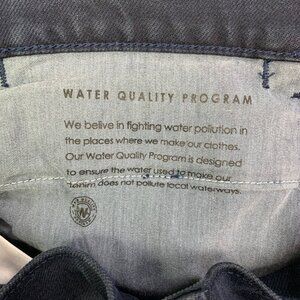 WATER QUALITY PROGRAM
We belive in fighting water pollution in
the places where we make our clothes.
Our Water Quality Program is designed
to ensure the water used to make our
denim does not pollute local waterways.
W